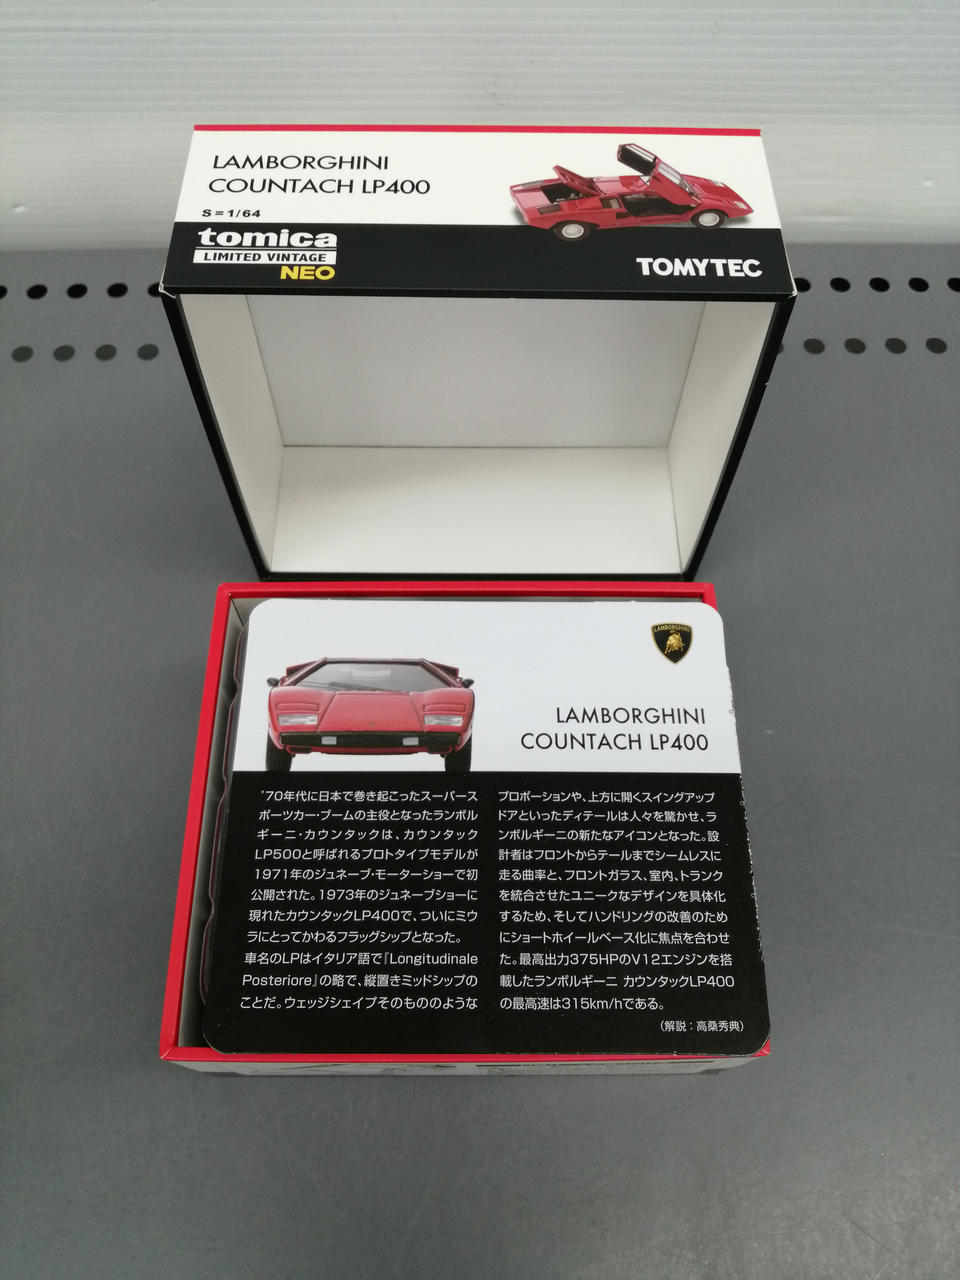 LAMBORGHINI
COUNTACH LP400
S=1/64
tomica
LIMITED VINTAGE
NEO
TOMYTEC
LAMBORGHINI
LAMBORGHINI
COUNTACH LP400
'70年代に日本で巻き起こったスーパース
ポーツカー・ブームの主役となったランボル
ギーニ・カウンタックは、カウンタック
LP500と呼ばれるプロトタイプモデルが
1971年のジュネーブ・モーターショーで初
公開された。1973年のジュネーブショーに
現れたカウンタックLP400で、ついにミウ
ラにとってかわるフラッグシップとなった。
車名のLPはイタリア語で『Longitudinale
Posteriore』の略で、縦置きミッドシップの
ことだ。ウェッジシェイプそのもののような
プロポーションや、上方に開くスイングアップ
ドアといったディテールは人々を驚かせ、ラ
ンボルギーニの新たなアイコンとなった。設
計者はフロントからテールまでシームレスに
走る曲率と、フロントガラス、室内、トランク
を統合させたユニークなデザインを具体化
するため、そしてハンドリングの改善のため
にショートホイールベース化に焦点を合わせ
た。最高出力375HPのV12エンジンを搭
載したランボルギーニ カウンタックLP400
の最高速は315km/hである。
(解説：高桑秀典)